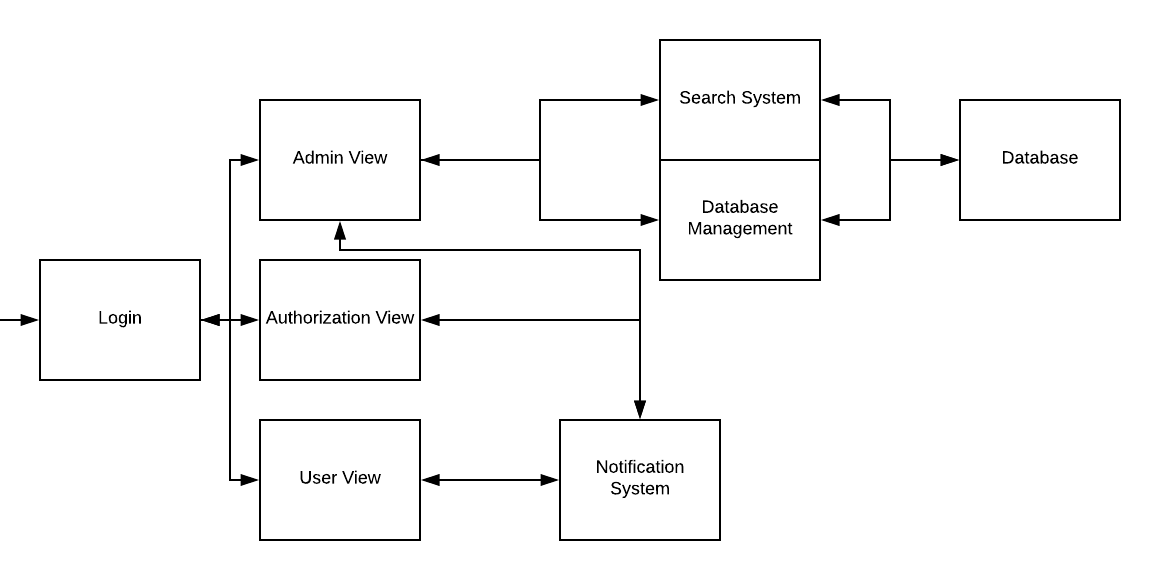 Search System
Admin View
Database
Database
Management
Login
Authorization View
User View
Notification
System